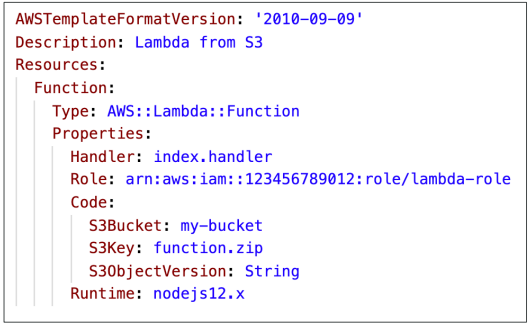 AWSTemplateFormatVersion: '2010-09-09'
Description: Lambda from S3
Resources:
  Function:
    Type: AWS::Lambda::Function
    Properties:
      Handler: index.handler
      Role: arn:aws:iam::123456789012:role/lambda-role
      Code:
        S3Bucket: my-bucket
        S3Key: function.zip
        S3ObjectVersion: String
      Runtime: nodejs12.x